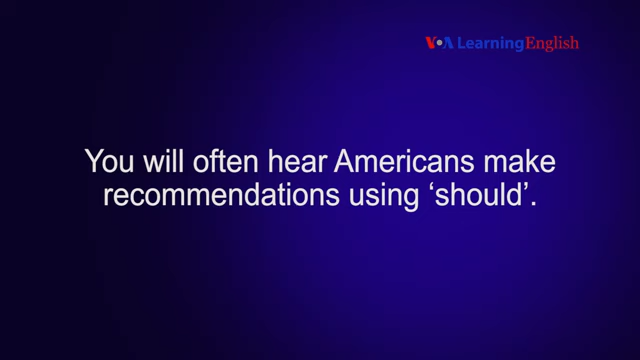 VOA Learning English
You will often hear Americans make
recommendations using ‘should’.